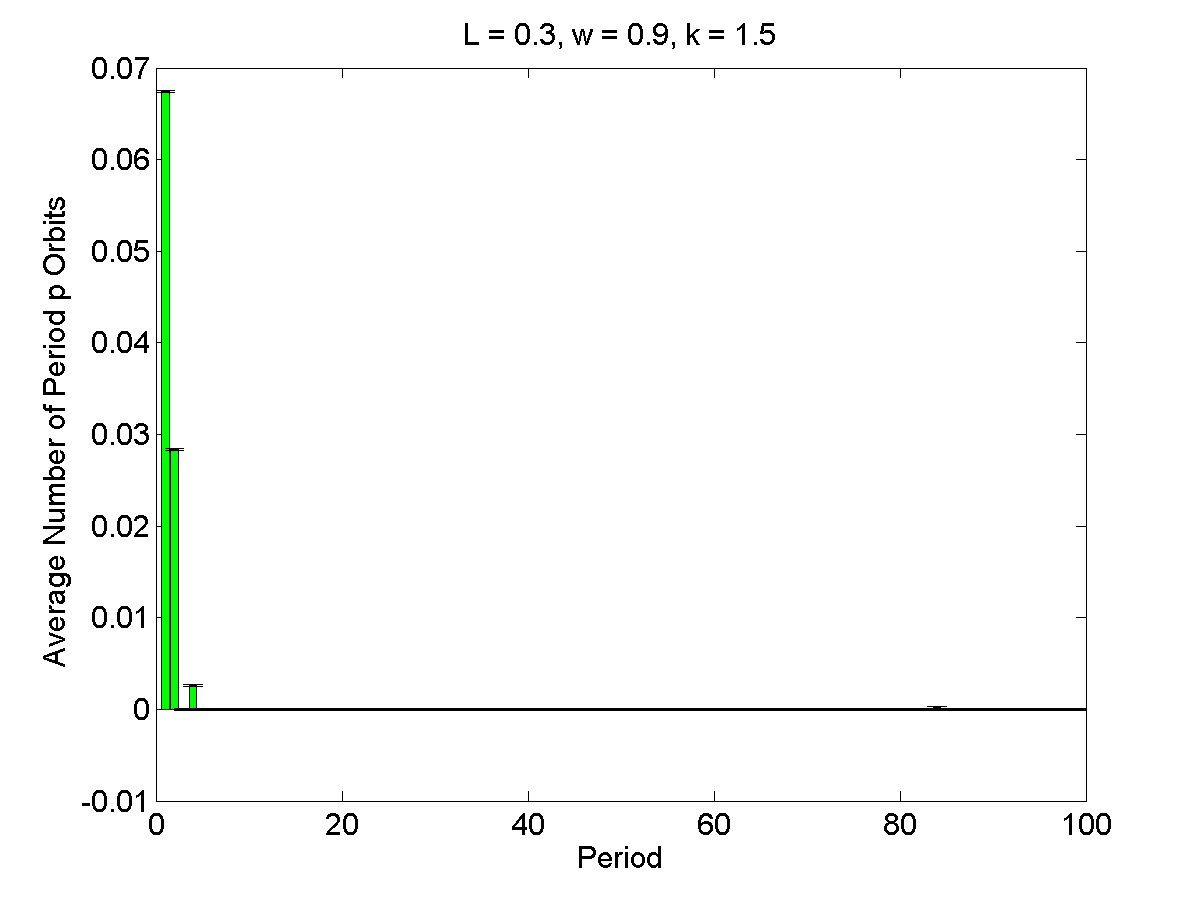 L = 0.3, w = 0.9, k = 1.5
0.07
0.06
0.05
0.04
0.03
0.02
0.01
0
-0.01
Average Number of Period p Orbits
0 20 40 60 80 100
Period